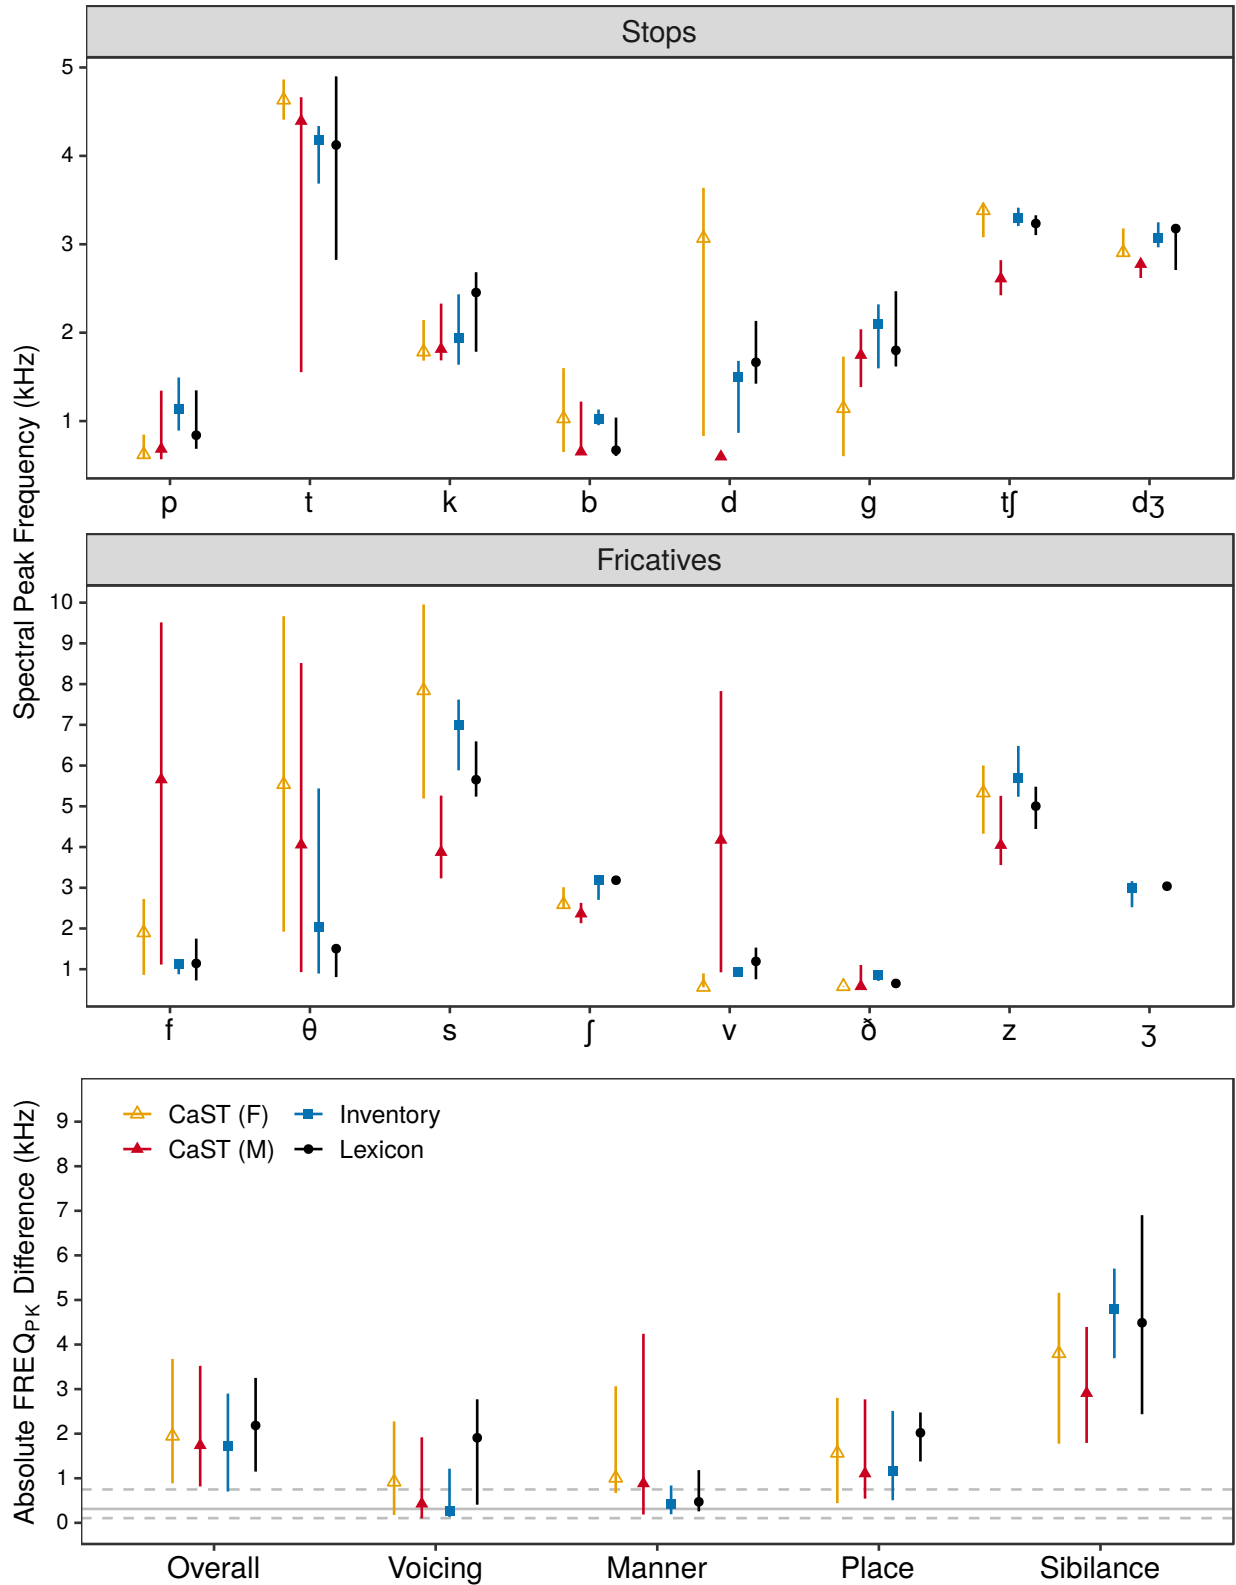 Stops
Spectral Peak Frequency (kHz)
5
4
3
2
1
p t k b d g tʃ dʒ
Fricatives
10
9
8
7
6
5
4
3
2
1
f θ s ʃ v ð z ʒ
Absolute FREQPK Difference (kHz)
9
8
7
6
5
4
3
2
1
0
CaST (F) Inventory
CaST (M) Lexicon
Overall Voicing Manner Place Sibilance